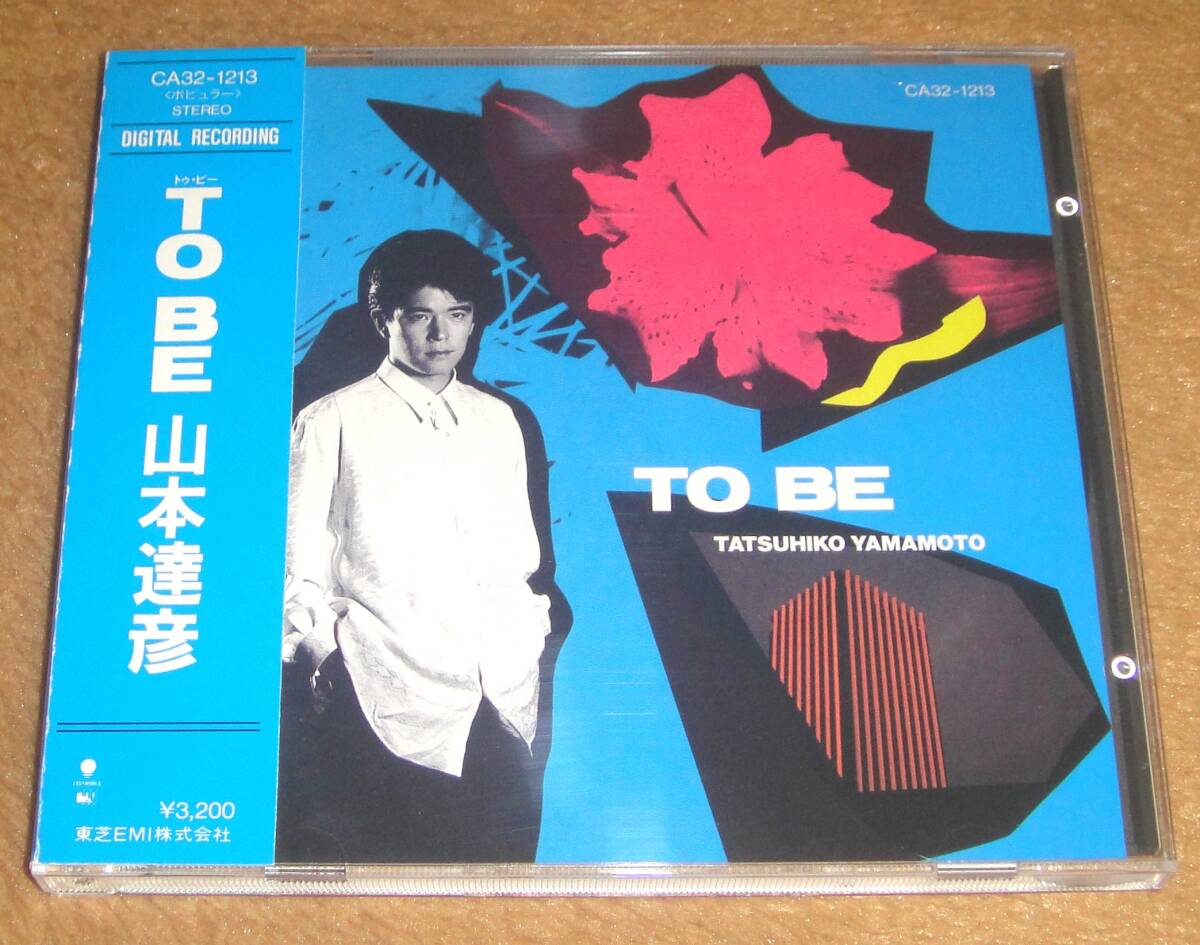 CA32-1213
〈ポピュラー〉
STEREO
DIGITAL RECORDING
トゥ・ビー
TO BE
山本達彦
¥3,200
東芝EMI株式会社
CA32-1213
TO BE
TATSUHIKO YAMAMOTO